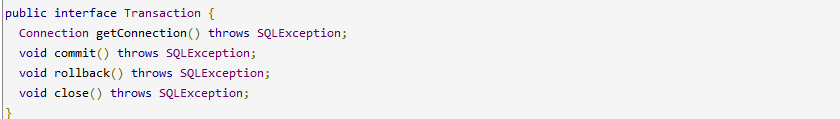 public interface Transaction {
  Connection getConnection() throws SQLException;
  void commit() throws SQLException;
  void rollback() throws SQLException;
  void close() throws SQLException;
}